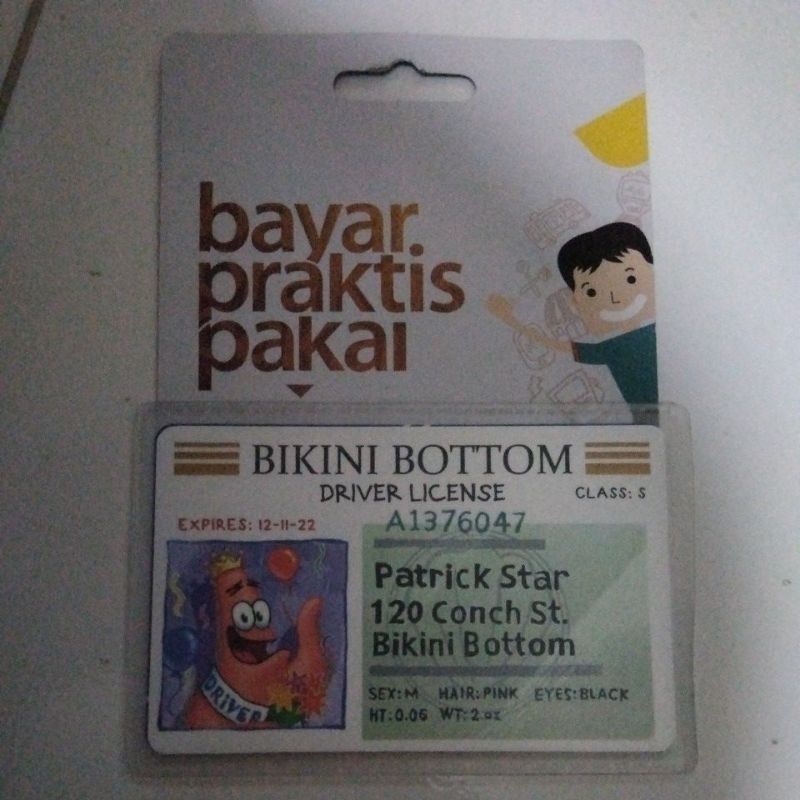 bayar
praktis
pakai
BIKINI BOTTOM
DRIVER LICENSE
CLASS: S
EXPIRES: 12-11-22
A1376047
Patrick Star
120 Conch St.
Bikini Bottom
DRIVER
SEX:M HAIR:PINK EYES:BLACK
HT:0.06 WT:2 oz